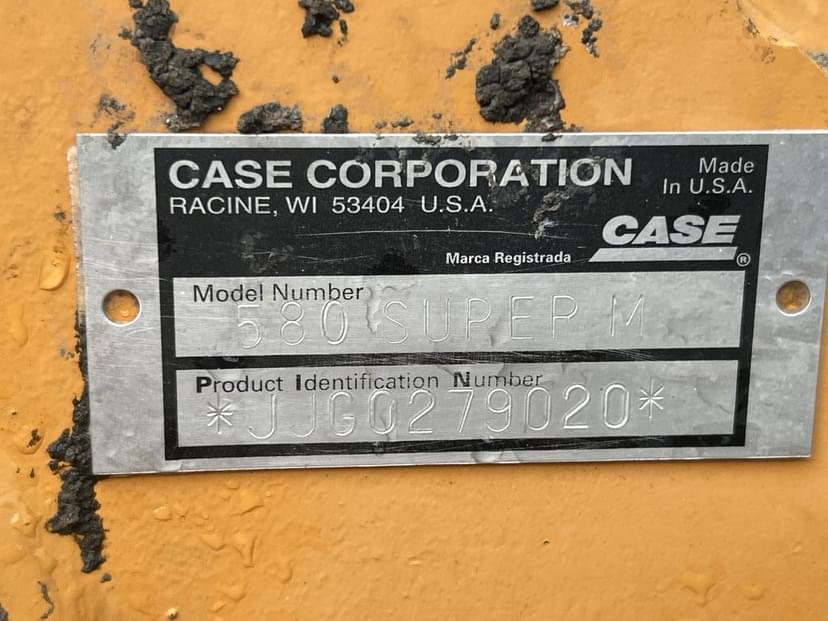 CASE CORPORATION
Made
In U.S.A.
RACINE, WI 53404 U.S.A.
CASE
Marca Registrada
®
Model Number
580 SUPER M
Product Identification Number
*JJG0279020*